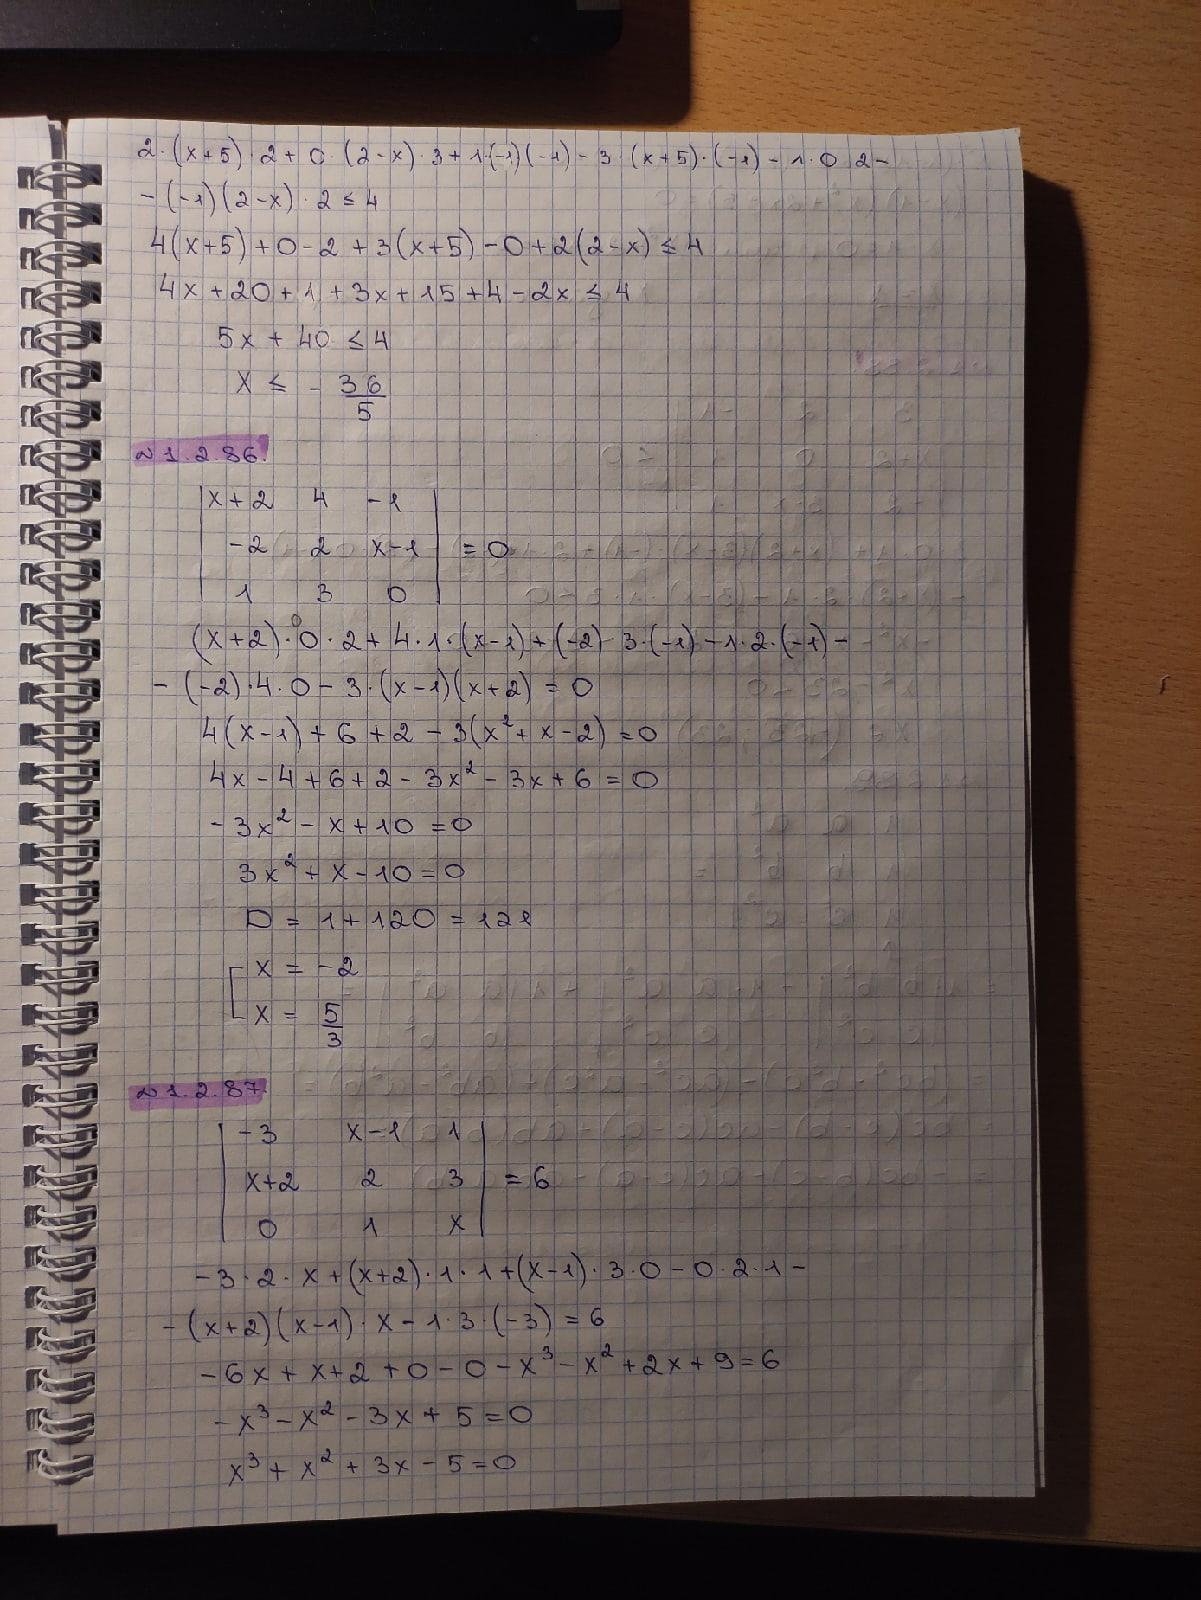 2·(x+5)·2+0·(2-x)·3+1·(-1)(-1)-3·(x+5)·(-1)-1·0·2-
-(-1)(2-x)·2≤4
4(x+5)+0-2+3(x+5)-0+2(2-x)≤4
4x+20+1+3x+15+4-2x≤4
5x+40≤4
x≤-36/5
№1.2.86.
|x+2 4 -1|
|-2 2 x-1|=0
|1 3 0|
(x+2)·0·2+4·1·(x-1)+(-2)·3·(-1)-1·2·(-1)-
-(-2)·4·0-3·(x-1)(x+2)=0
4(x-1)+6+2-3(x²+x-2)=0
4x-4+6+2-3x²-3x+6=0
-3x²-x+10=0
3x²+x-10=0
D=1+120=121
[x=-2
[x=5/3
№1.2.87.
|-3 x-1 1|
|x+2 2 3|=6
|0 1 x|
-3·2·x+(x+2)·1·1+(x-1)·3·0-0·2·1-
-(x+2)(x-1)·x-1·3·(-3)=6
-6x+x+2+0-0-x³-x²+2x+9=6
-x³-x²-3x+5=0
x³+x²+3x-5=0